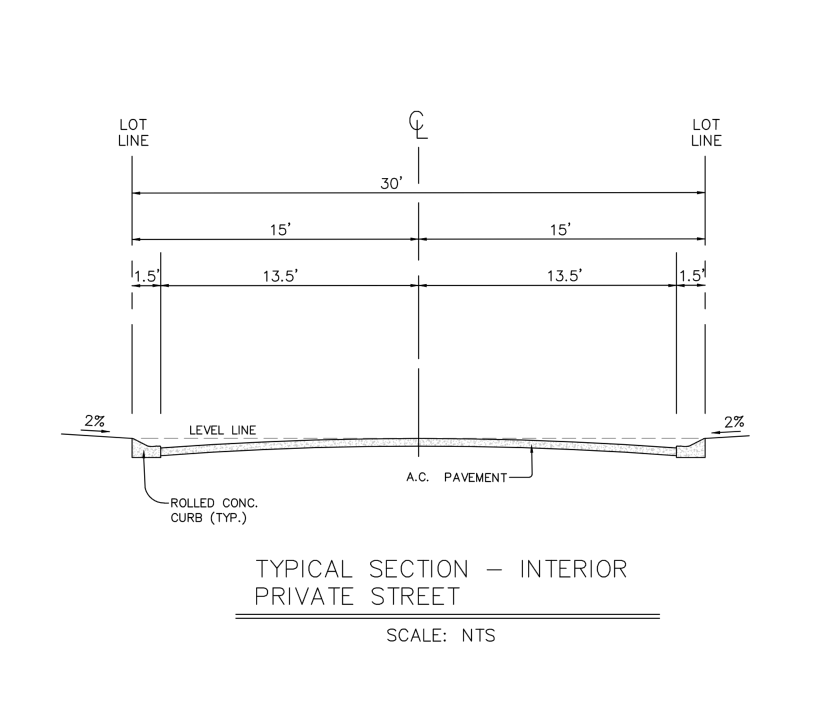 LOT
LINE
℄
LOT
LINE
30'
15'
15'
1.5'
13.5'
13.5'
1.5'
2%
LEVEL LINE
2%
A.C. PAVEMENT
ROLLED CONC.
CURB (TYP.)
TYPICAL SECTION – INTERIOR
PRIVATE STREET
SCALE: NTS